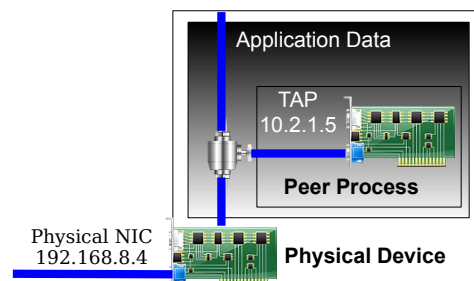 Application Data
TAP
10.2.1.5
Peer Process
Physical NIC
192.168.8.4
Physical Device